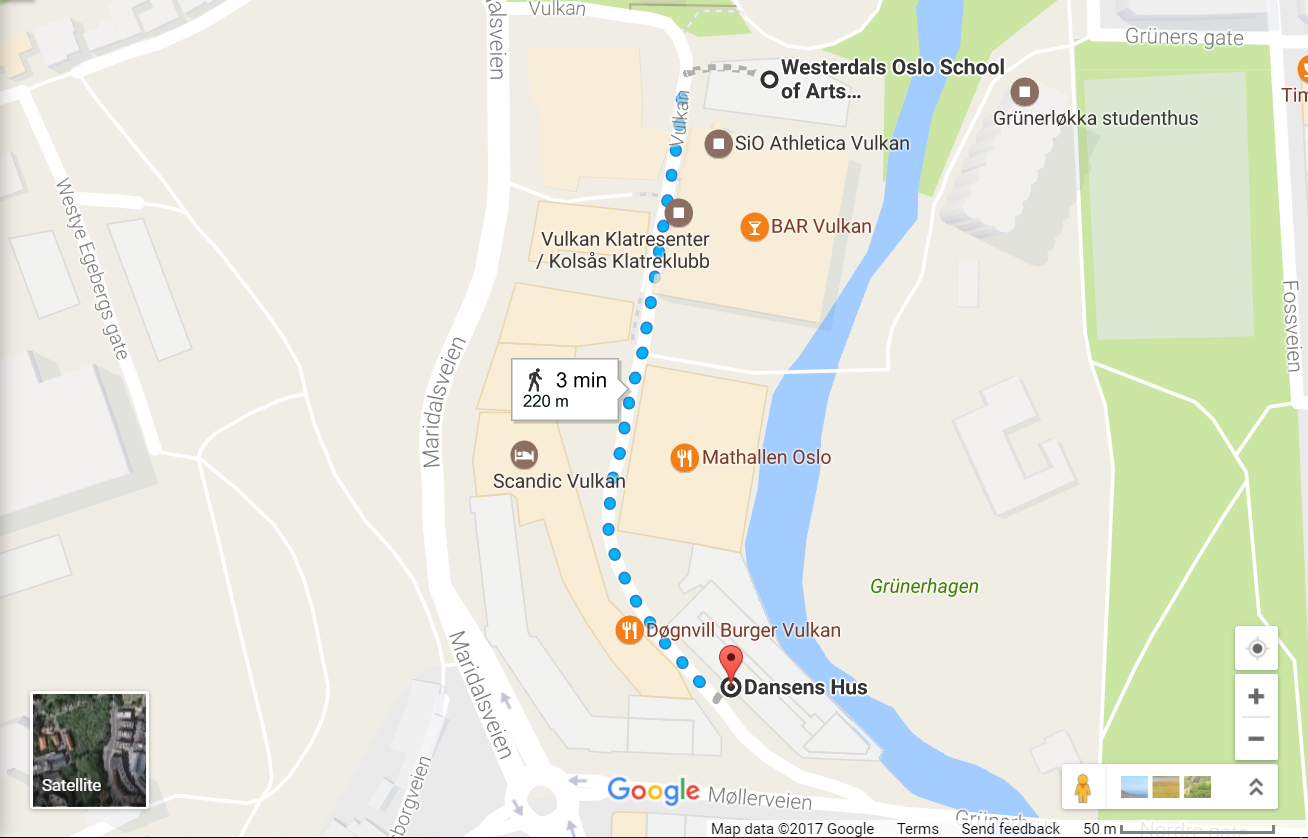 Vulkan
Maridalsveien
Grüners gate
Westerdals Oslo School
of Arts...
Grünerløkka studenthus
Vulkan
SiO Athletica Vulkan
BAR Vulkan
Vulkan Klatresenter
/ Kolsås Klatreklubb
Westye Egebergs gate
Fossveien
Maridalsveien
3 min
220 m
Mathallen Oslo
Scandic Vulkan
Grünerhagen
Døgnvill Burger Vulkan
Dansens Hus
Maridalsveien
Satellite
Google
Møllerveien
Map data ©2017 Google
Terms
Send feedback
50 m